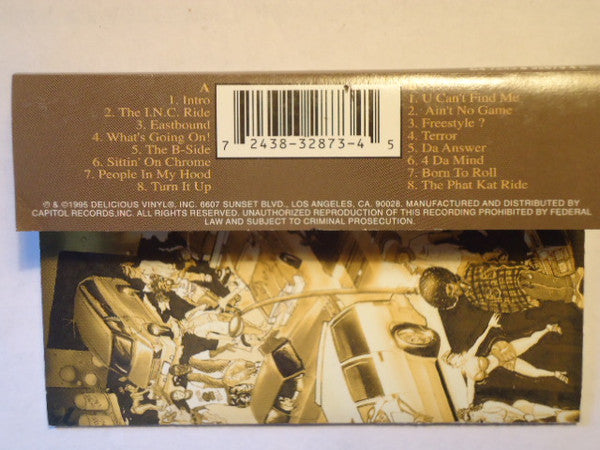 A
1. Intro
2. The I.N.C. Ride
3. Eastbound
4. What's Going On!
5. The B-Side
6. Sittin' On Chrome
7. People In My Hood
8. Turn It Up
7 24383-28734 5
1. U Can't Find Me
2. Ain't No Game
3. Freestyle ?
4. Terror
5. Da Answer
6. 4 Da Mind
7. Born To Roll
8. The Phat Kat Ride
℗ & ©1995 DELICIOUS VINYL®, INC. 6607 SUNSET BLVD., LOS ANGELES, CA. 90028. MANUFACTURED AND DISTRIBUTED BY
CAPITOL RECORDS,INC. ALL RIGHTS RESERVED. UNAUTHORIZED REPRODUCTION OF THIS RECORDING PROHIBITED BY FEDERAL
LAW AND SUBJECT TO CRIMINAL PROSECUTION.